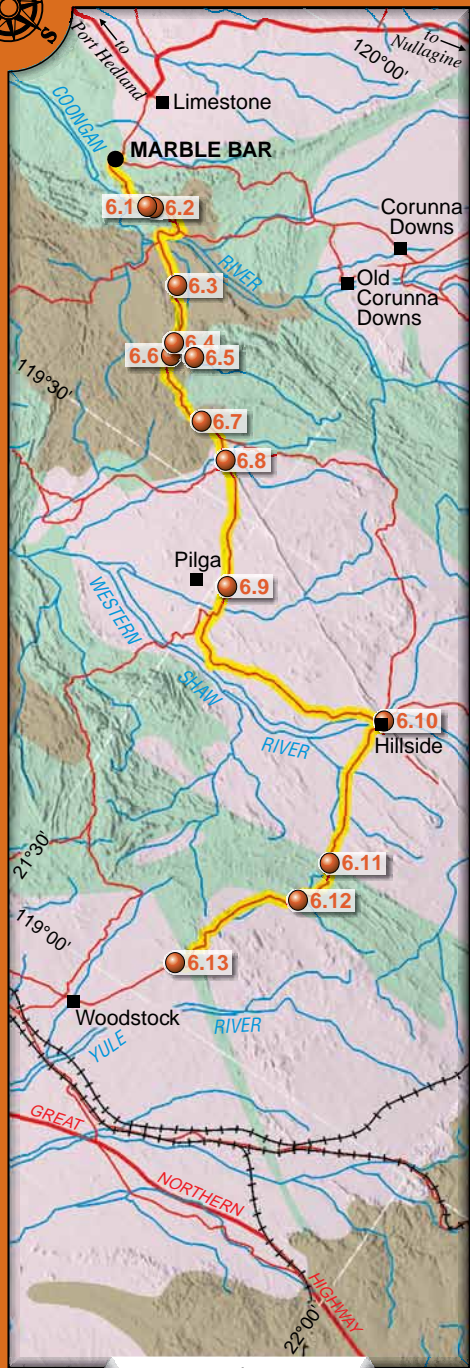 S
to
Port Hedland
to
Nullagine
120°00'
Limestone
COONGAN
MARBLE BAR
6.1
6.2
Corunna
Downs
RIVER
Old
Corunna
Downs
6.3
6.4
6.6
6.5
119°30'
6.7
6.8
Pilga
6.9
WESTERN
SHAW
RIVER
6.10
Hillside
21°30'
6.11
6.12
119°00'
6.13
Woodstock
YULE
RIVER
GREAT
NORTHERN
HIGHWAY
22°00'